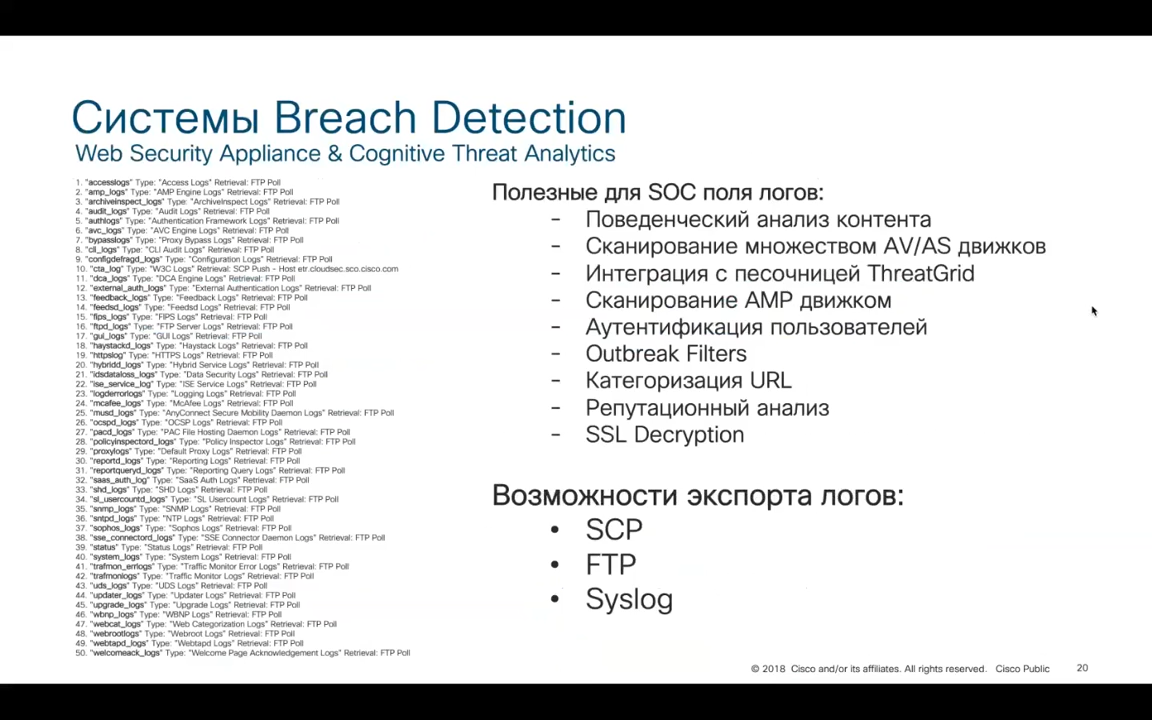 Системы Breach Detection
Web Security Appliance & Cognitive Threat Analytics
1. "accesslogs" Type: "Access Logs" Retrieval: FTP Poll
2. "amp_logs" Type: "AMP Engine Logs" Retrieval: FTP Poll
3. "archiveinspect_logs" Type: "ArchiveInspect Logs" Retrieval: FTP Poll
4. "audit_logs" Type: "Audit Logs" Retrieval: FTP Poll
5. "authlogs" Type: "Authentication Framework Logs" Retrieval: FTP Poll
6. "avc_logs" Type: "AVC Engine Logs" Retrieval: FTP Poll
7. "bypasslogs" Type: "Proxy Bypass Logs" Retrieval: FTP Poll
8. "cli_logs" Type: "CLI Audit Logs" Retrieval: FTP Poll
9. "configdefragd_logs" Type: "Configuration Logs" Retrieval: FTP Poll
10. "cta_log" Type: "W3C Logs" Retrieval: SCP Push - Host etr.cloudsec.sco.cisco.com
11. "dca_logs" Type: "DCA Engine Logs" Retrieval: FTP Poll
12. "external_auth_logs" Type: "External Authentication Logs" Retrieval: FTP Poll
13. "feedback_logs" Type: "Feedback Logs" Retrieval: FTP Poll
14. "feedsd_logs" Type: "Feedsd Logs" Retrieval: FTP Poll
15. "fips_logs" Type: "FIPS Logs" Retrieval: FTP Poll
16. "ftpd_logs" Type: "FTP Server Logs" Retrieval: FTP Poll
17. "gui_logs" Type: "GUI Logs" Retrieval: FTP Poll
18. "haystackd_logs" Type: "Haystack Logs" Retrieval: FTP Poll
19. "httpslog" Type: "HTTPS Logs" Retrieval: FTP Poll
20. "hybridd_logs" Type: "Hybrid Service Logs" Retrieval: FTP Poll
21. "idsdataloss_logs" Type: "Data Security Logs" Retrieval: FTP Poll
22. "ise_service_log" Type: "ISE Service Logs" Retrieval: FTP Poll
23. "logderrorlogs" Type: "Logging Logs" Retrieval: FTP Poll
24. "mcafee_logs" Type: "McAfee Logs" Retrieval: FTP Poll
25. "musd_logs" Type: "AnyConnect Secure Mobility Daemon Logs" Retrieval: FTP Poll
26. "ocspd_logs" Type: "OCSP Logs" Retrieval: FTP Poll
27. "pacd_logs" Type: "PAC File Hosting Daemon Logs" Retrieval: FTP Poll
28. "policyinspectord_logs" Type: "Policy Inspector Logs" Retrieval: FTP Poll
29. "proxylogs" Type: "Default Proxy Logs" Retrieval: FTP Poll
30. "reportd_logs" Type: "Reporting Logs" Retrieval: FTP Poll
31. "reportqueryd_logs" Type: "Reporting Query Logs" Retrieval: FTP Poll
32. "saas_auth_log" Type: "SaaS Auth Logs" Retrieval: FTP Poll
33. "shd_logs" Type: "SHD Logs" Retrieval: FTP Poll
34. "sl_usercountd_logs" Type: "SL Usercount Logs" Retrieval: FTP Poll
35. "snmp_logs" Type: "SNMP Logs" Retrieval: FTP Poll
36. "sntpd_logs" Type: "NTP Logs" Retrieval: FTP Poll
37. "sophos_logs" Type: "Sophos Logs" Retrieval: FTP Poll
38. "sse_connectord_logs" Type: "SSE Connector Daemon Logs" Retrieval: FTP Poll
39. "status" Type: "Status Logs" Retrieval: FTP Poll
40. "system_logs" Type: "System Logs" Retrieval: FTP Poll
41. "trafmon_errlogs" Type: "Traffic Monitor Error Logs" Retrieval: FTP Poll
42. "trafmonlogs" Type: "Traffic Monitor Logs" Retrieval: FTP Poll
43. "uds_logs" Type: "UDS Logs" Retrieval: FTP Poll
44. "updater_logs" Type: "Updater Logs" Retrieval: FTP Poll
45. "upgrade_logs" Type: "Upgrade Logs" Retrieval: FTP Poll
46. "wbnp_logs" Type: "WBNP Logs" Retrieval: FTP Poll
47. "webcat_logs" Type: "Web Categorization Logs" Retrieval: FTP Poll
48. "webrootlogs" Type: "Webroot Logs" Retrieval: FTP Poll
49. "webtapd_logs" Type: "Webtapd Logs" Retrieval: FTP Poll
50. "welcomeack_logs" Type: "Welcome Page Acknowledgement Logs" Retrieval: FTP Poll
Полезные для SOC поля логов:
- Поведенческий анализ контента
- Сканирование множеством AV/AS движков
- Интеграция с песочницей ThreatGrid
- Сканирование AMP движком
- Аутентификация пользователей
- Outbreak Filters
- Категоризация URL
- Репутационный анализ
- SSL Decryption
Возможности экспорта логов:
• SCP
• FTP
• Syslog
© 2018 Cisco and/or its affiliates. All rights reserved. Cisco Public 20